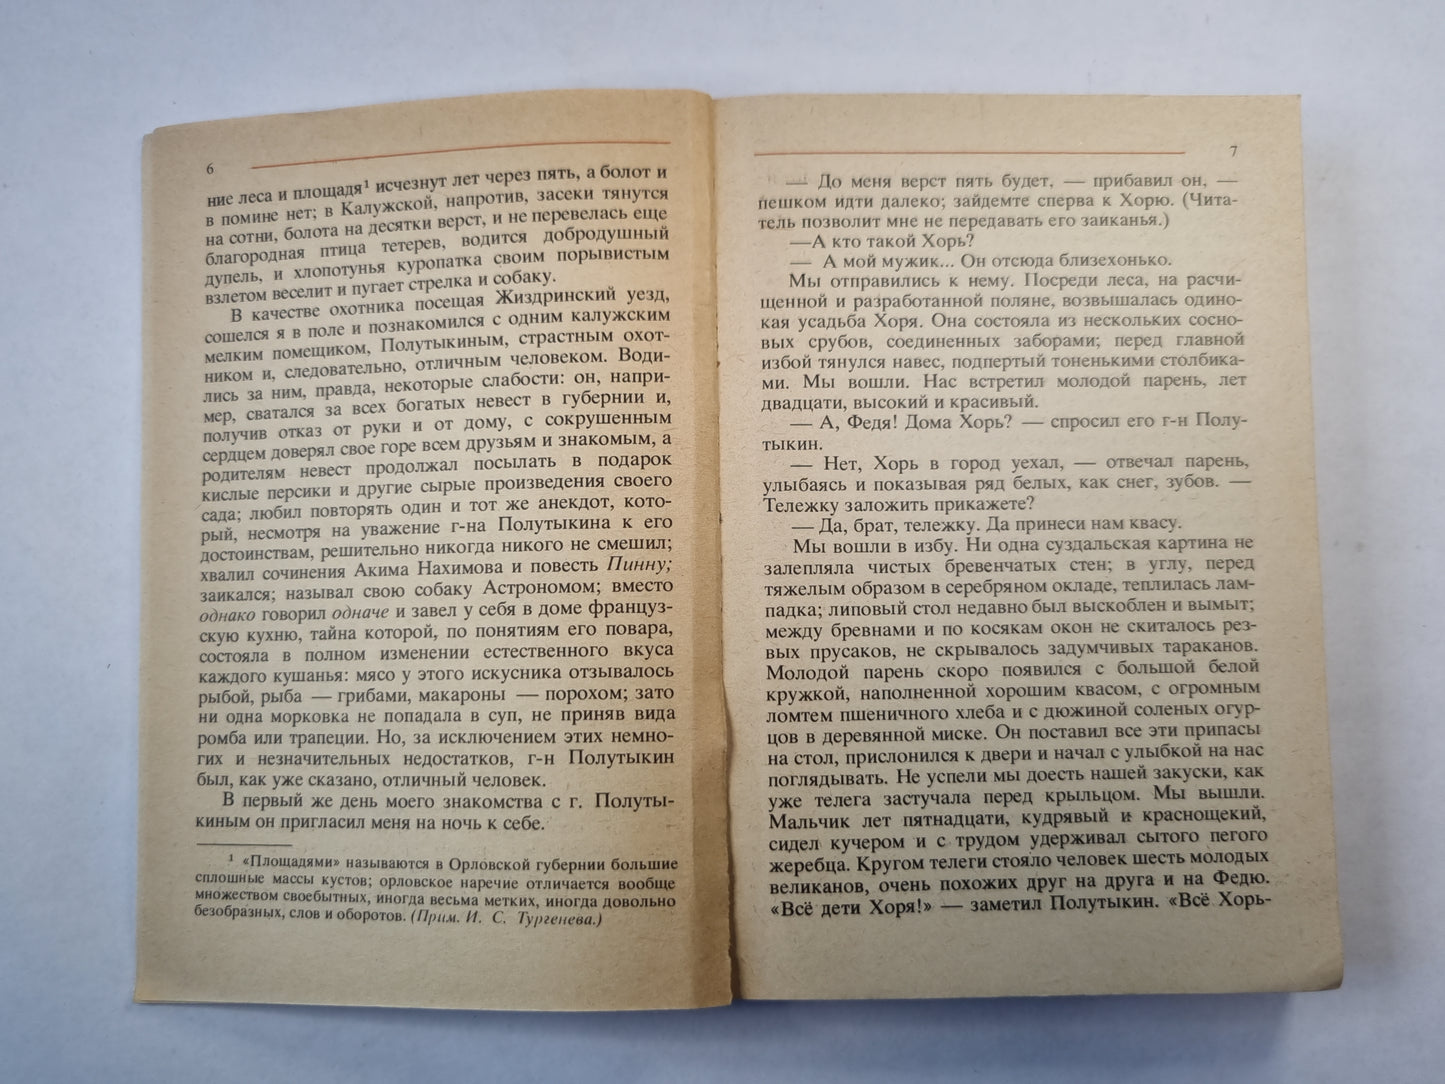 6
ние леса и площадя¹ исчезнут лет через пять, а болот и
в помине нет; в Калужской, напротив, засеки тянутся
на сотни, болота на десятки верст, и не перевелась еще
благородная птица тетерев, водится добродушный
дупель, и хлопотунья куропатка своим порывистым
взлетом веселит и пугает стрелка и собаку.
В качестве охотника посещая Жиздринский уезд,
сошелся я в поле и познакомился с одним калужским
мелким помещиком, Полутыкиным, страстным охот-
ником и, следовательно, отличным человеком. Води-
лись за ним, правда, некоторые слабости: он, напри-
мер, сватался за всех богатых невест в губернии и,
получив отказ от руки и от дому, с сокрушенным
сердцем доверял свое горе всем друзьям и знакомым, а
родителям невест продолжал посылать в подарок
кислые персики и другие сырые произведения своего
сада; любил повторять один и тот же анекдот, кото-
рый, несмотря на уважение г-на Полутыкина к его
достоинствам, решительно никогда никого не смешил;
хвалил сочинения Акима Нахимова и повесть Пинну;
заикался; называл свою собаку Астрономом; вместо
однако говорил одначе и завел у себя в доме француз-
скую кухню, тайна которой, по понятиям его повара,
состояла в полном изменении естественного вкуса
каждого кушанья: мясо у этого искусника отзывалось
рыбой, рыба — грибами, макароны — порохом; зато
ни одна морковка не попадала в суп, не приняв вида
ромба или трапеции. Но, за исключением этих немно-
гих и незначительных недостатков, г-н Полутыкин
был, как уже сказано, отличный человек.
В первый же день моего знакомства с г. Полуты-
киным он пригласил меня на ночь к себе.
¹ «Площадями» называются в Орловской губернии большие
сплошные массы кустов; орловское наречие отличается вообще
множеством своебытных, иногда весьма метких, иногда довольно
безобразных, слов и оборотов. (Прим. И. С. Тургенева.)
7
— До меня верст пять будет, — прибавил он, —
пешком идти далеко; зайдемте сперва к Хорю. (Чита-
тель позволит мне не передавать его заиканья.)
—А кто такой Хорь?
— А мой мужик... Он отсюда близехонько.
Мы отправились к нему. Посреди леса, на расчи-
щенной и разработанной поляне, возвышалась одино-
кая усадьба Хоря. Она состояла из нескольких сосно-
вых срубов, соединенных заборами; перед главной
избой тянулся навес, подпертый тоненькими столбика-
ми. Мы вошли. Нас встретил молодой парень, лет
двадцати, высокий и красивый.
— А, Федя! Дома Хорь? — спросил его г-н Полу-
тыкин.
— Нет, Хорь в город уехал, — отвечал парень,
улыбаясь и показывая ряд белых, как снег, зубов. —
Тележку заложить прикажете?
— Да, брат, тележку. Да принеси нам квасу.
Мы вошли в избу. Ни одна суздальская картина не
залепляла чистых бревенчатых стен; в углу, перед
тяжелым образом в серебряном окладе, теплилась лам-
падка; липовый стол недавно был выскоблен и вымыт;
между бревнами и по косякам окон не скиталось рез-
вых прусаков, не скрывалось задумчивых тараканов.
Молодой парень скоро появился с большой белой
кружкой, наполненной хорошим квасом, с огромным
ломтем пшеничного хлеба и с дюжиной соленых огур-
цов в деревянной миске. Он поставил все эти припасы
на стол, прислонился к двери и начал с улыбкой на нас
поглядывать. Не успели мы доесть нашей закуски, как
уже телега застучала перед крыльцом. Мы вышли.
Мальчик лет пятнадцати, кудрявый и краснощекий,
сидел кучером и с трудом удерживал сытого пегого
жеребца. Кругом телеги стояло человек шесть молодых
великанов, очень похожих друг на друга и на Федю.
«Всё дети Хоря!» — заметил Полутыкин. «Всё Хорь-